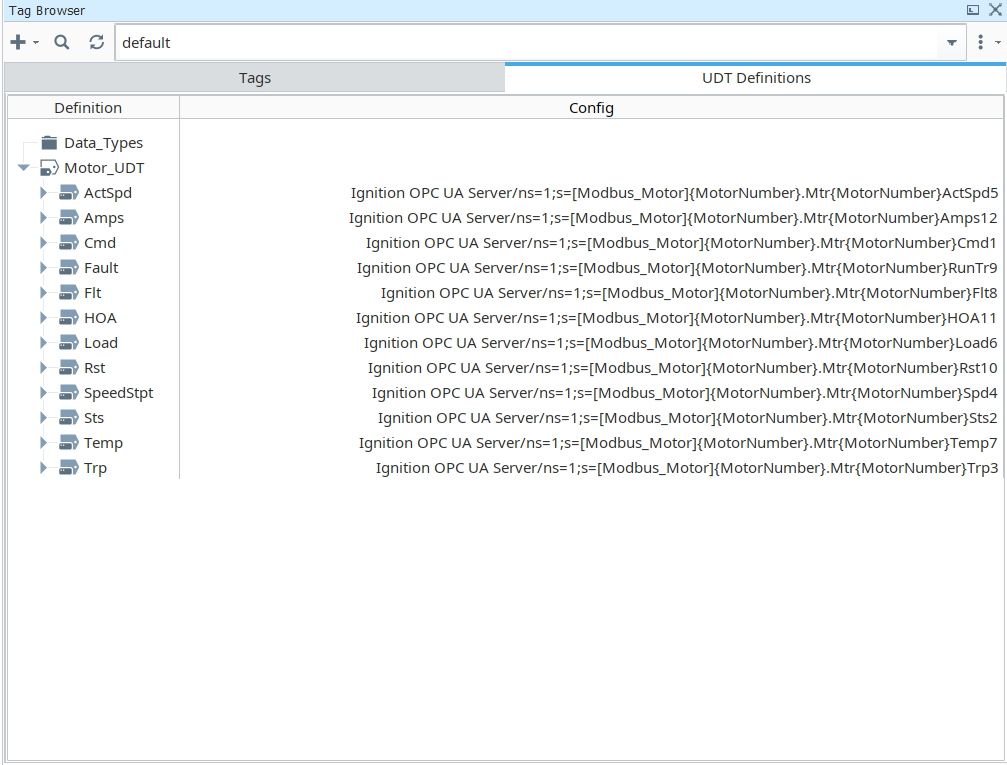 Tag Browser
default
Tags UDT Definitions
Definition Config
Data_Types
Motor_UDT
ActSpd Ignition OPC UA Server/ns=1;s=[Modbus_Motor]{MotorNumber}.Mtr{MotorNumber}ActSpd5
Amps Ignition OPC UA Server/ns=1;s=[Modbus_Motor]{MotorNumber}.Mtr{MotorNumber}Amps12
Cmd Ignition OPC UA Server/ns=1;s=[Modbus_Motor]{MotorNumber}.Mtr{MotorNumber}Cmd1
Fault Ignition OPC UA Server/ns=1;s=[Modbus_Motor]{MotorNumber}.Mtr{MotorNumber}RunTr9
Flt Ignition OPC UA Server/ns=1;s=[Modbus_Motor]{MotorNumber}.Mtr{MotorNumber}Flt8
HOA Ignition OPC UA Server/ns=1;s=[Modbus_Motor]{MotorNumber}.Mtr{MotorNumber}HOA11
Load Ignition OPC UA Server/ns=1;s=[Modbus_Motor]{MotorNumber}.Mtr{MotorNumber}Load6
Rst Ignition OPC UA Server/ns=1;s=[Modbus_Motor]{MotorNumber}.Mtr{MotorNumber}Rst10
SpeedStpt Ignition OPC UA Server/ns=1;s=[Modbus_Motor]{MotorNumber}.Mtr{MotorNumber}Spd4
Sts Ignition OPC UA Server/ns=1;s=[Modbus_Motor]{MotorNumber}.Mtr{MotorNumber}Sts2
Temp Ignition OPC UA Server/ns=1;s=[Modbus_Motor]{MotorNumber}.Mtr{MotorNumber}Temp7
Trp Ignition OPC UA Server/ns=1;s=[Modbus_Motor]{MotorNumber}.Mtr{MotorNumber}Trp3